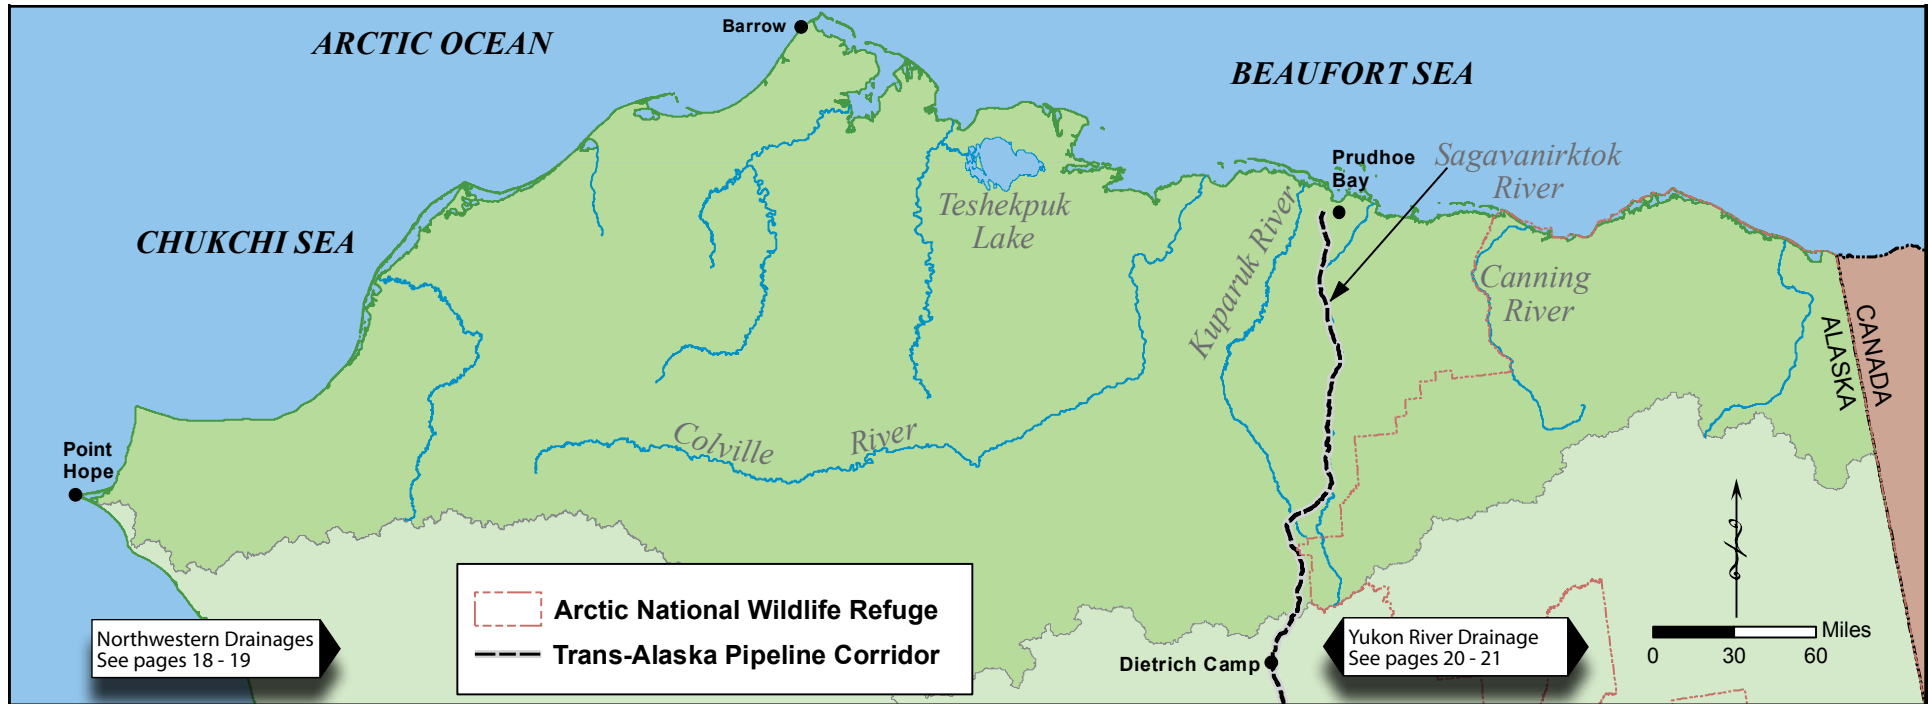 Barrow
ARCTIC OCEAN
BEAUFORT SEA
Prudhoe
Bay
Sagavanirktok
River
Teshekpuk
Lake
CHUKCHI SEA
Kuparuk River
Canning
River
CANADA
ALASKA
Colville River
Point
Hope
Arctic National Wildlife Refuge
Trans-Alaska Pipeline Corridor
Northwestern Drainages
See pages 18 - 19
Dietrich Camp
Yukon River Drainage
See pages 20 - 21
Miles
0 30 60